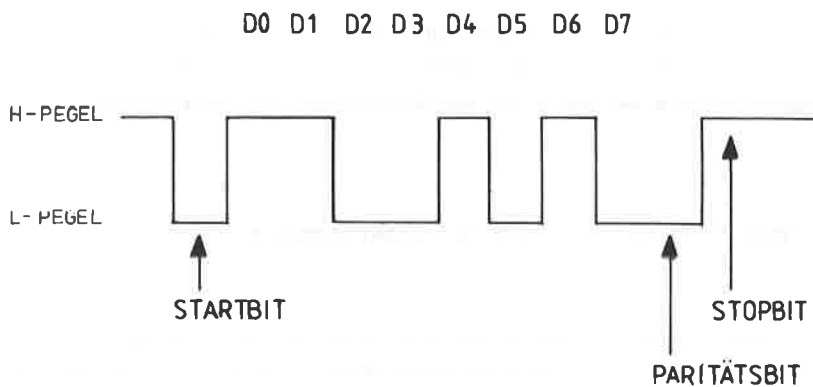 D0 D1 D2 D3 D4 D5 D6 D7
H-PEGEL
L-PEGEL
STARTBIT
STOPBIT
PARITÄTSBIT